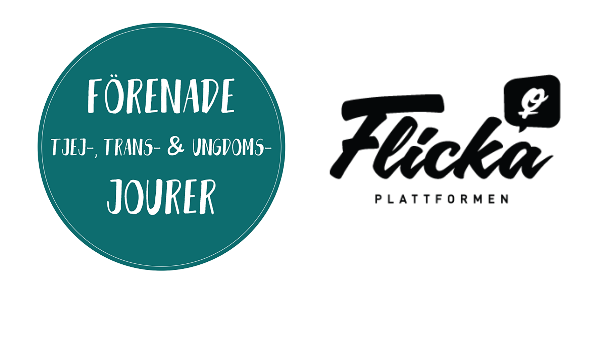 FÖRENADE
TJEJ-, TRANS- & UNGDOMS-
JOURER
Flicka
PLATTFORMEN